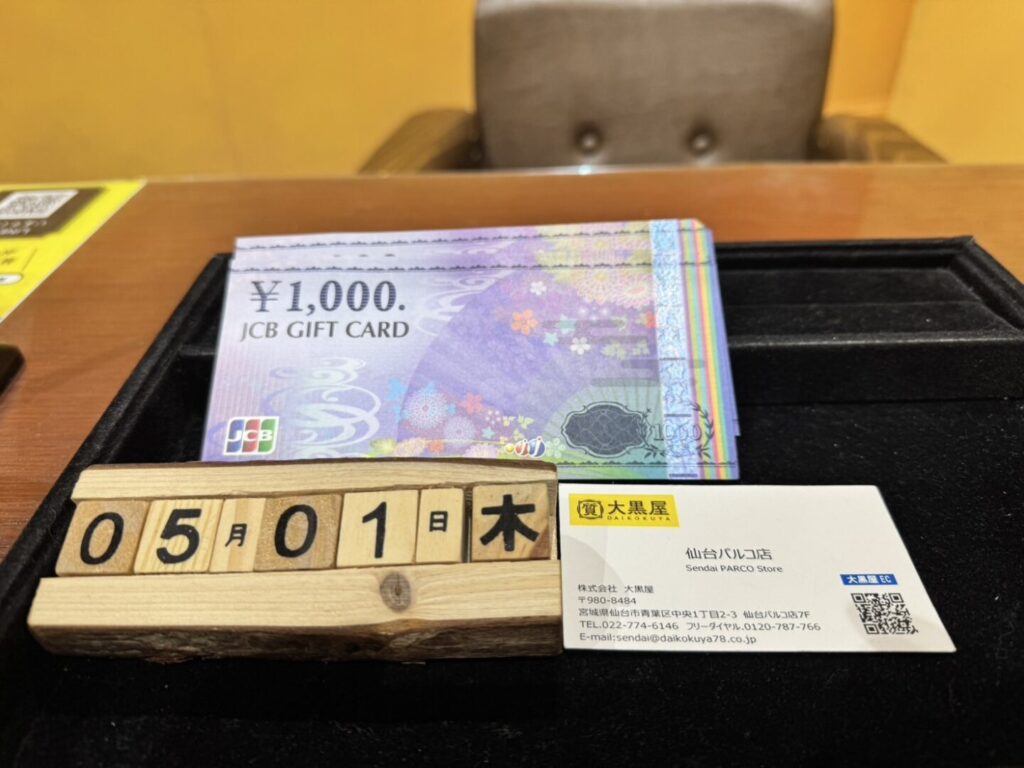 ¥1,000.
JCB GIFT CARD
JCB
05月01日木
質 大黒屋
DAIKOKUYA
仙台パルコ店
Sendai PARCO Store
大黒屋 EC
株式会社 大黒屋
〒980-8484
宮城県仙台市青葉区中央1丁目2-3 仙台パルコ店7F
TEL.022-774-6146 フリーダイヤル.0120-787-766
E-mail:sendai@daikokuya78.co.jp